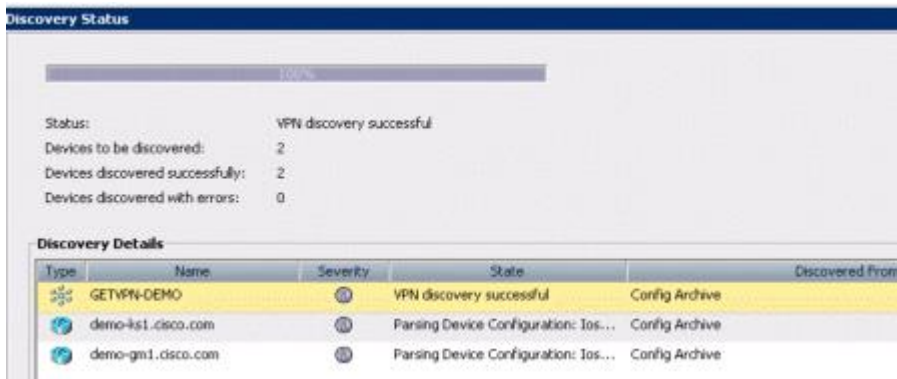 Discovery Status
100%
Status: VPN discovery successful
Devices to be discovered: 2
Devices discovered successfully: 2
Devices discovered with errors: 0
Discovery Details
Type Name Severity State Discovered From
GETVPN-DEMO VPN discovery successful Config Archive
demo-ks1.cisco.com Parsing Device Configuration: Ios... Config Archive
demo-gm1.cisco.com Parsing Device Configuration: Ios... Config Archive